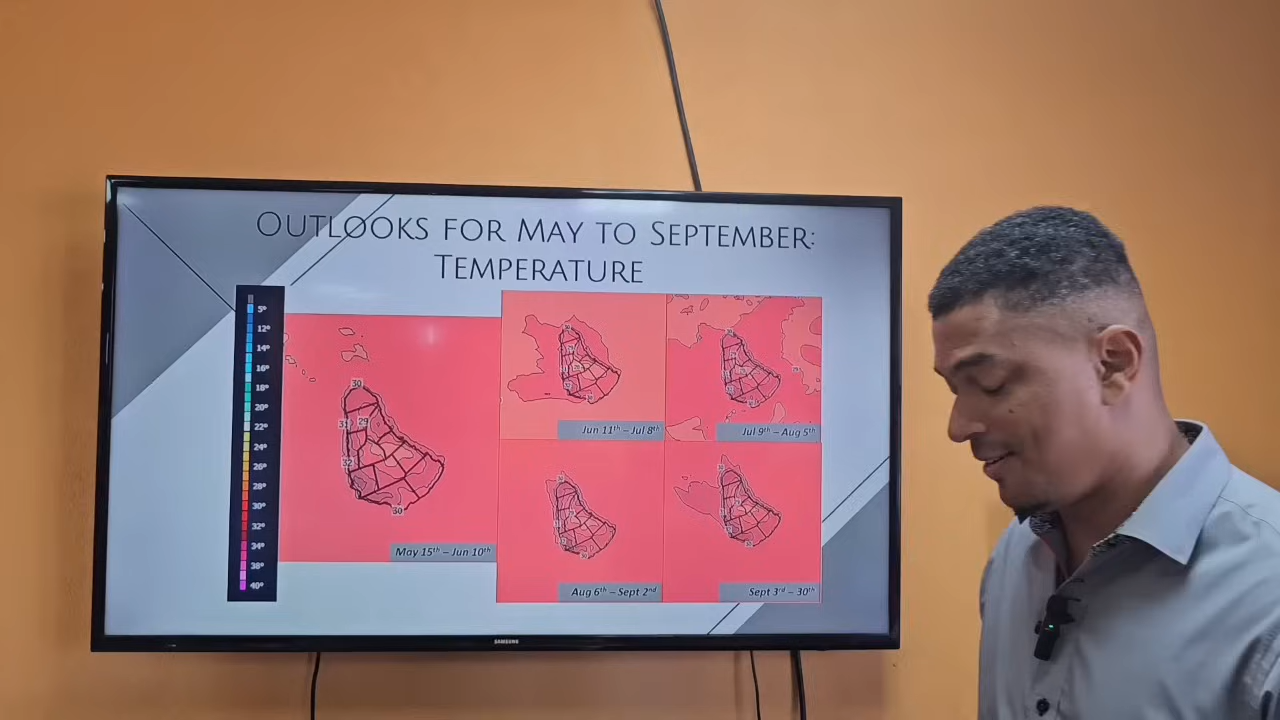 OUTLOOKS FOR MAY TO SEPTEMBER:
TEMPERATURE
5°
12°
14°
16°
18°
20°
22°
24°
26°
28°
30°
32°
34°
38°
40°
30
29
32
30
May 15th – Jun 10th
Jun 11th – Jul 8th
Jul 9th – Aug 5th
Aug 6th – Sept 2nd
Sept 3rd – 30th
SAMSUNG